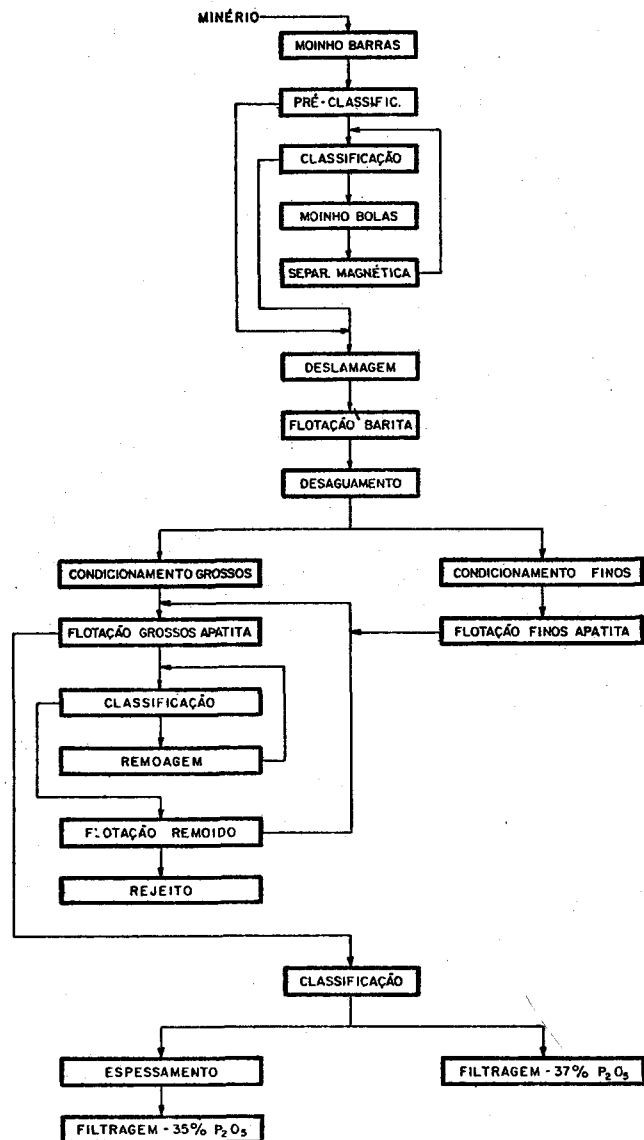 MINÉRIO
MOINHO BARRAS
PRÉ-CLASSIFIC.
CLASSIFICAÇÃO
MOINHO BOLAS
SEPAR. MAGNÉTICA
DESLAMAGEM
FLOTAÇÃO BARITA
DESAGUAMENTO
CONDICIONAMENTO GROSSOS
CONDICIONAMENTO FINOS
FLOTAÇÃO GROSSOS APATITA
FLOTAÇÃO FINOS APATITA
CLASSIFICAÇÃO
REMOAGEM
FLOTAÇÃO REMOIDO
REJEITO
CLASSIFICAÇÃO
ESPESSAMENTO
FILTRAGEM - 37% P₂O₅
FILTRAGEM - 35% P₂O₅